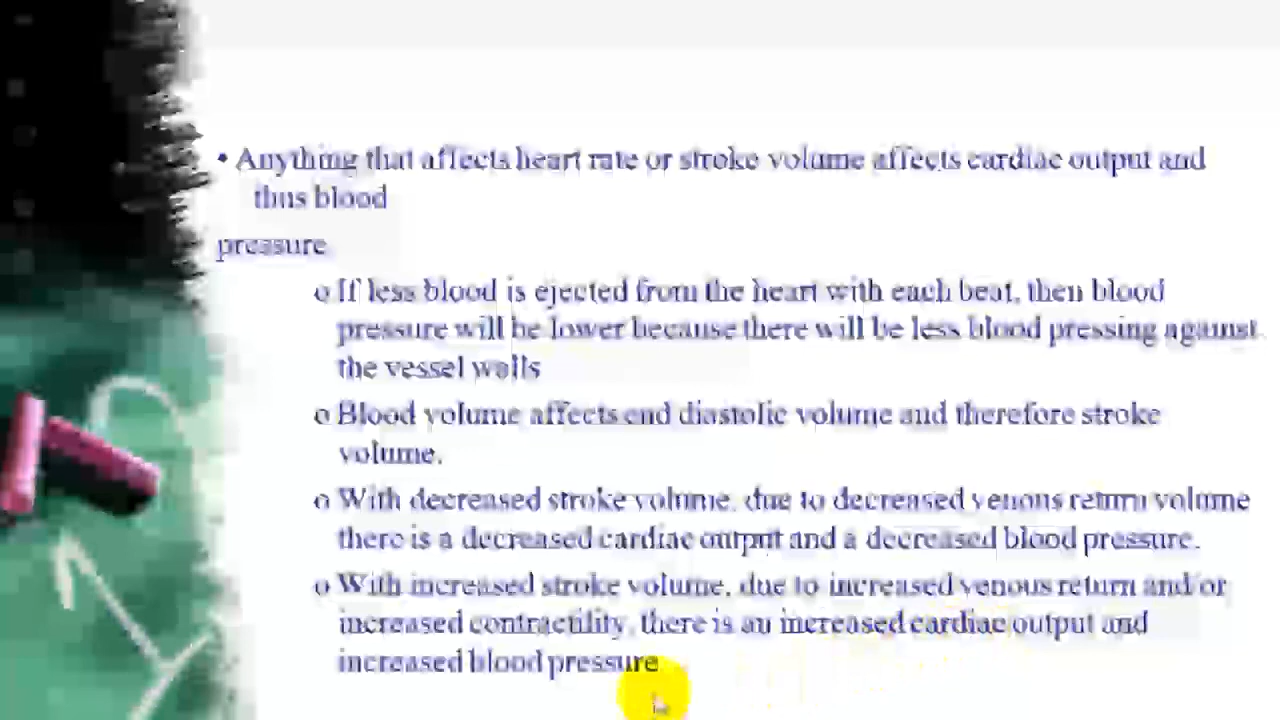 • Anything that affects heart rate or stroke volume affects cardiac output and
thus blood
pressure
o If less blood is ejected from the heart with each beat, then blood
pressure will be lower because there will be less blood pressing against
the vessel walls
o Blood volume affects end diastolic volume and therefore stroke
volume.
o With decreased stroke volume, due to decreased venous return volume
there is a decreased cardiac output and a decreased blood pressure.
o With increased stroke volume, due to increased venous return and/or
increased contractility, there is an increased cardiac output and
increased blood pressure